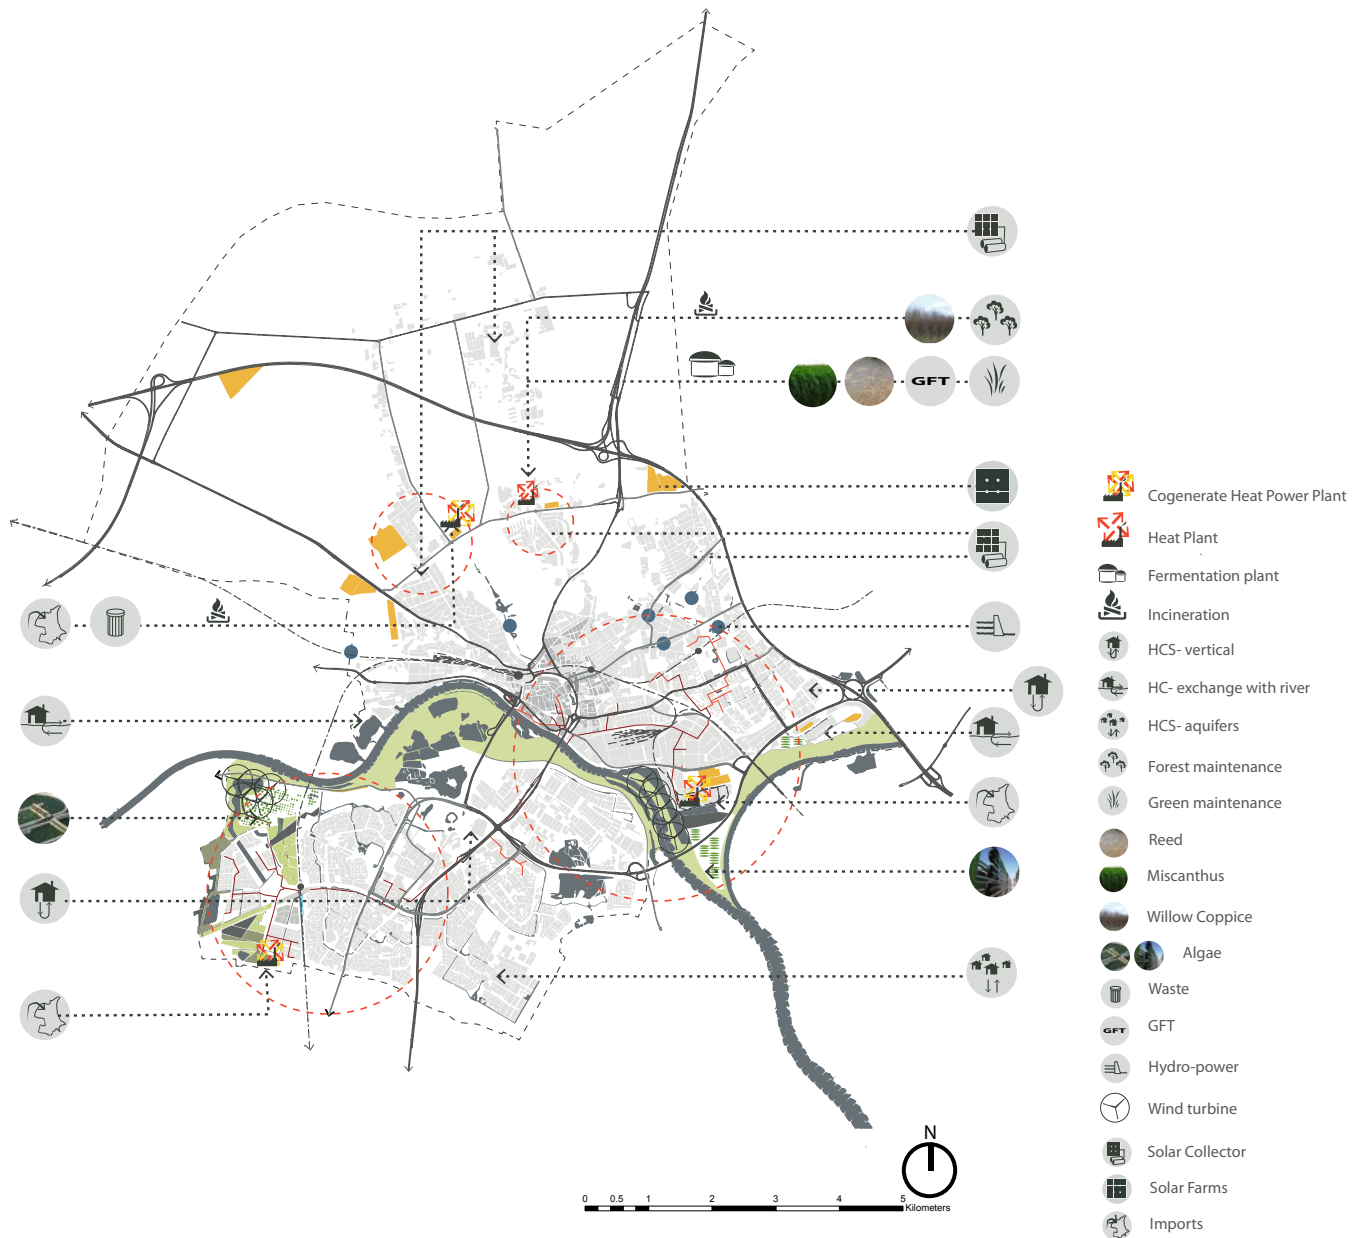 GFT
Cogenerate Heat Power Plant
Heat Plant
Fermentation plant
Incineration
HCS- vertical
HC- exchange with river
HCS- aquifers
Forest maintenance
Green maintenance
Reed
Miscanthus
Willow Coppice
Algae
Waste
GFT GFT
Hydro-power
Wind turbine
Solar Collector
Solar Farms
Imports
N
0 0.5 1 2 3 4 5
Kilometers